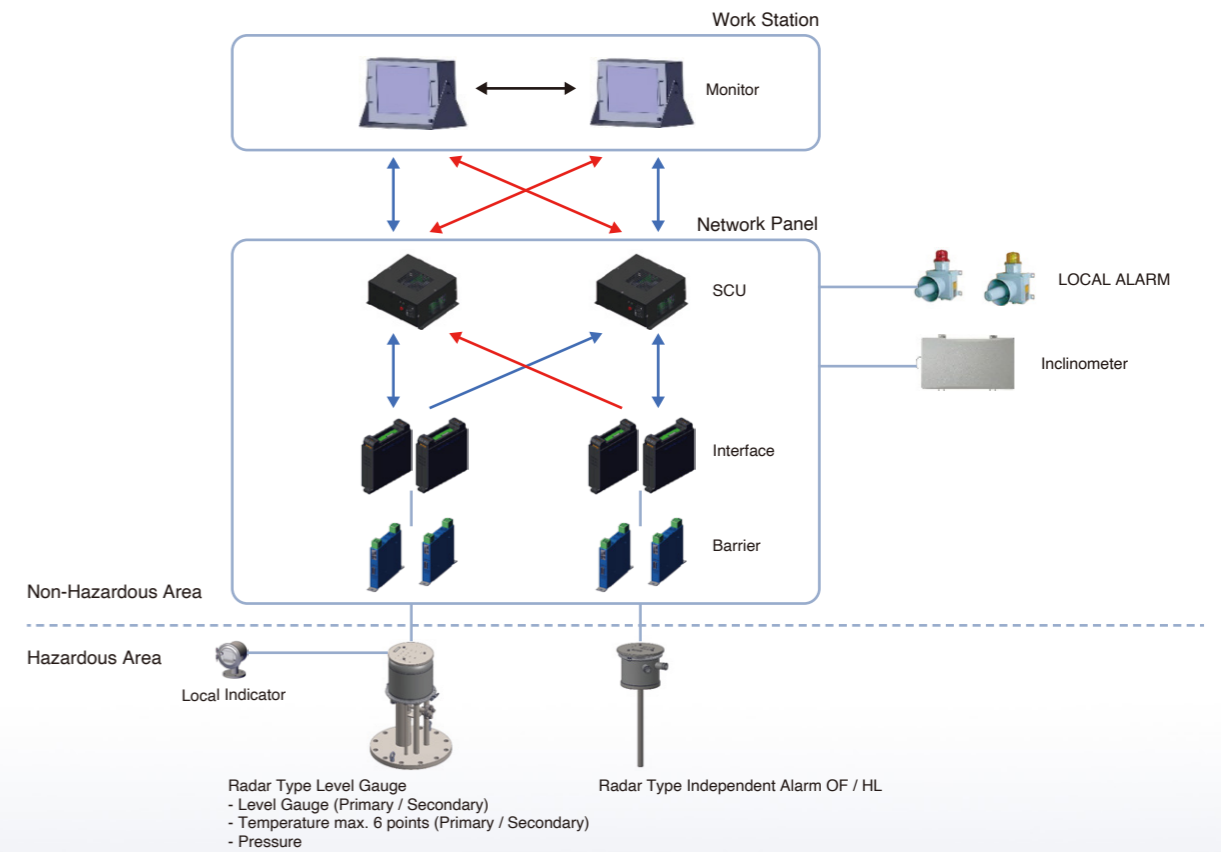 Work Station
Monitor
Network Panel
SCU
LOCAL ALARM
Inclinometer
Interface
Barrier
Non-Hazardous Area
Hazardous Area
Local Indicator
Radar Type Level Gauge
- Level Gauge (Primary / Secondary)
- Temperature max. 6 points (Primary / Secondary)
- Pressure
Radar Type Independent Alarm OF / HL